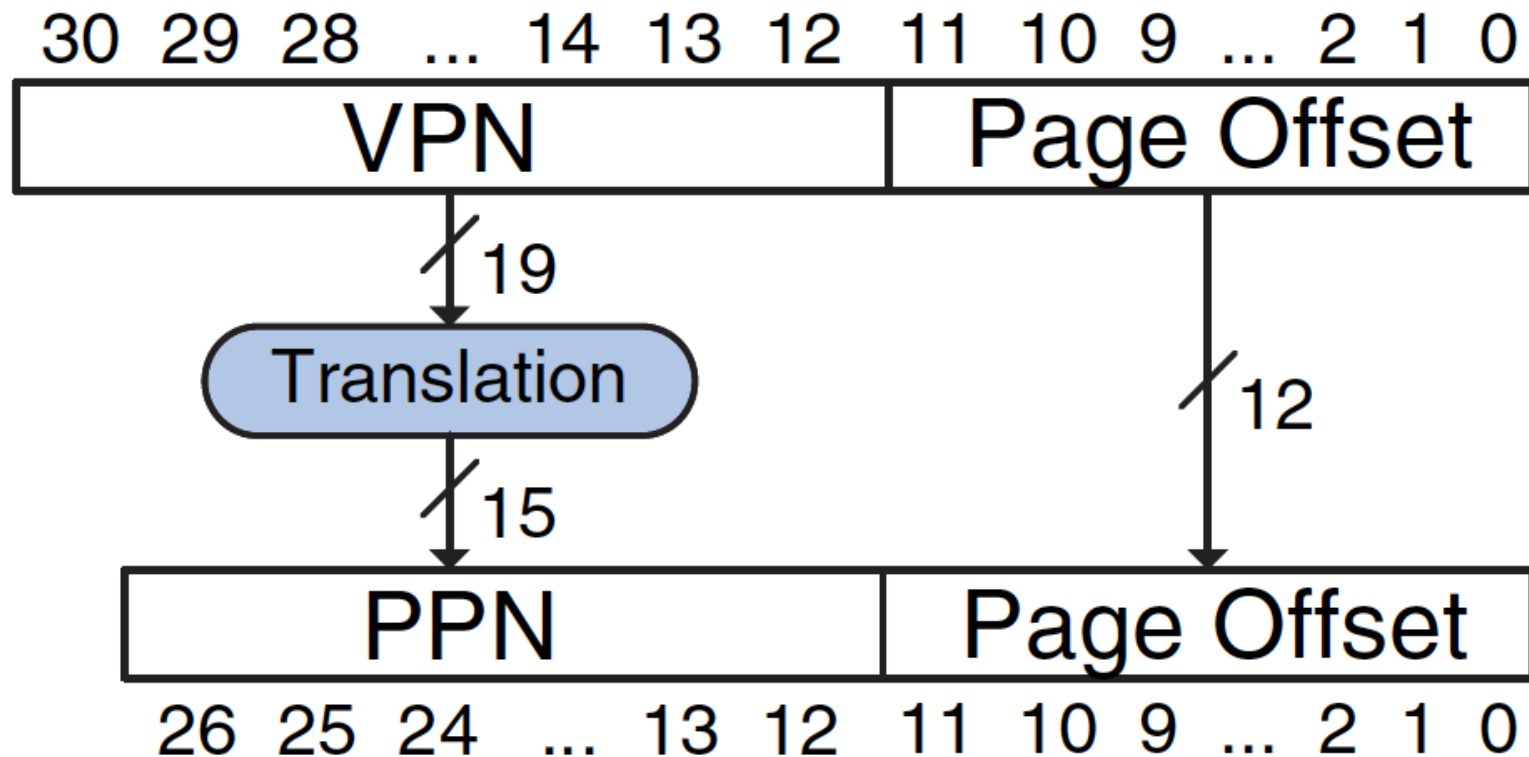 30 29 28 ... 14 13 12 11 10 9 ... 2 1 0
VPN Page Offset
19
Translation
12
15
PPN Page Offset
26 25 24 ... 13 12 11 10 9 ... 2 1 0